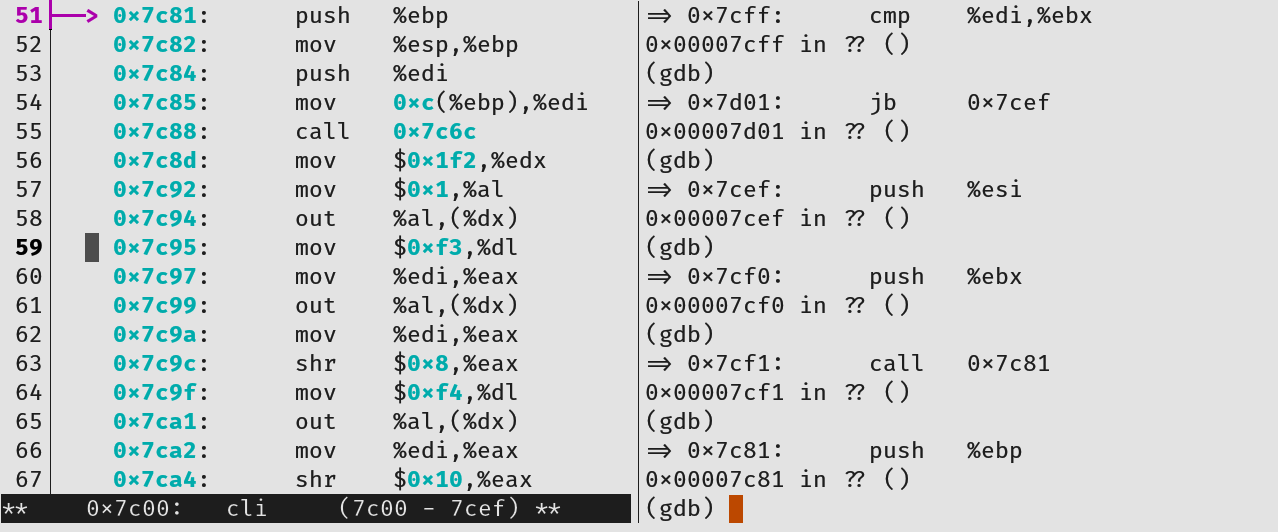 51 0x7c81: push %ebp
52 0x7c82: mov %esp,%ebp
53 0x7c84: push %edi
54 0x7c85: mov 0xc(%ebp),%edi
55 0x7c88: call 0x7c6c
56 0x7c8d: mov $0x1f2,%edx
57 0x7c92: mov $0x1,%al
58 0x7c94: out %al,(%dx)
59 0x7c95: mov $0xf3,%dl
60 0x7c97: mov %edi,%eax
61 0x7c99: out %al,(%dx)
62 0x7c9a: mov %edi,%eax
63 0x7c9c: shr $0x8,%eax
64 0x7c9f: mov $0xf4,%dl
65 0x7ca1: out %al,(%dx)
66 0x7ca2: mov %edi,%eax
67 0x7ca4: shr $0x10,%eax
** 0x7c00: cli (7c00 - 7cef) **
=> 0x7cff: cmp %edi,%ebx
0x00007cff in ?? ()
(gdb)
=> 0x7d01: jb 0x7cef
0x00007d01 in ?? ()
(gdb)
=> 0x7cef: push %esi
0x00007cef in ?? ()
(gdb)
=> 0x7cf0: push %ebx
0x00007cf0 in ?? ()
(gdb)
=> 0x7cf1: call 0x7c81
0x00007cf1 in ?? ()
(gdb)
=> 0x7c81: push %ebp
0x00007c81 in ?? ()
(gdb)